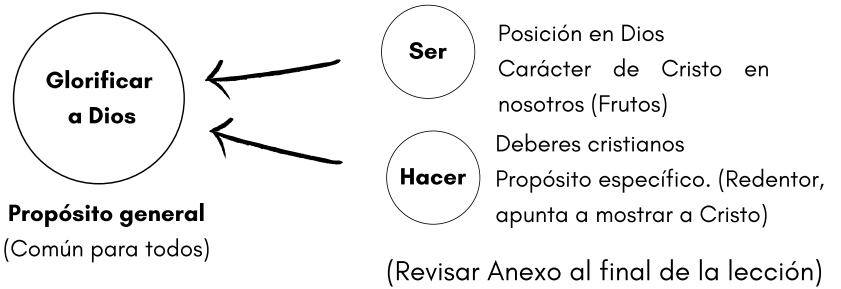 Glorificar
a Dios
Propósito general
(Común para todos)
Ser
Posición en Dios
Carácter de Cristo en
nosotros (Frutos)
Hacer
Deberes cristianos
Propósito específico. (Redentor,
apunta a mostrar a Cristo)
(Revisar Anexo al final de la lección)